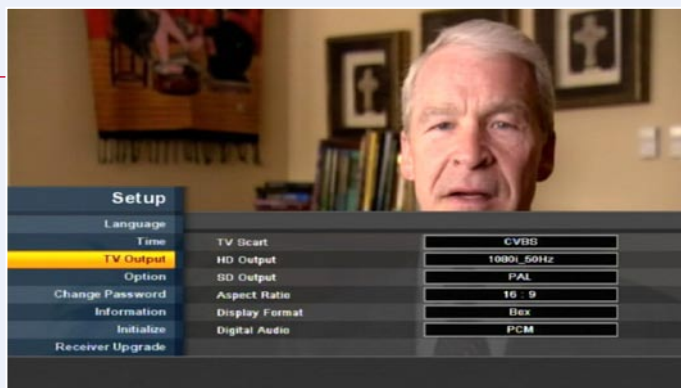 Setup
Language
Time
TV Output
Option
Change Password
Information
Initialize
Receiver Upgrade
TV Scart CVBS
HD Output 1080i_50Hz
SD Output PAL
Aspect Ratio 16 : 9
Display Format Box
Digital Audio PCM